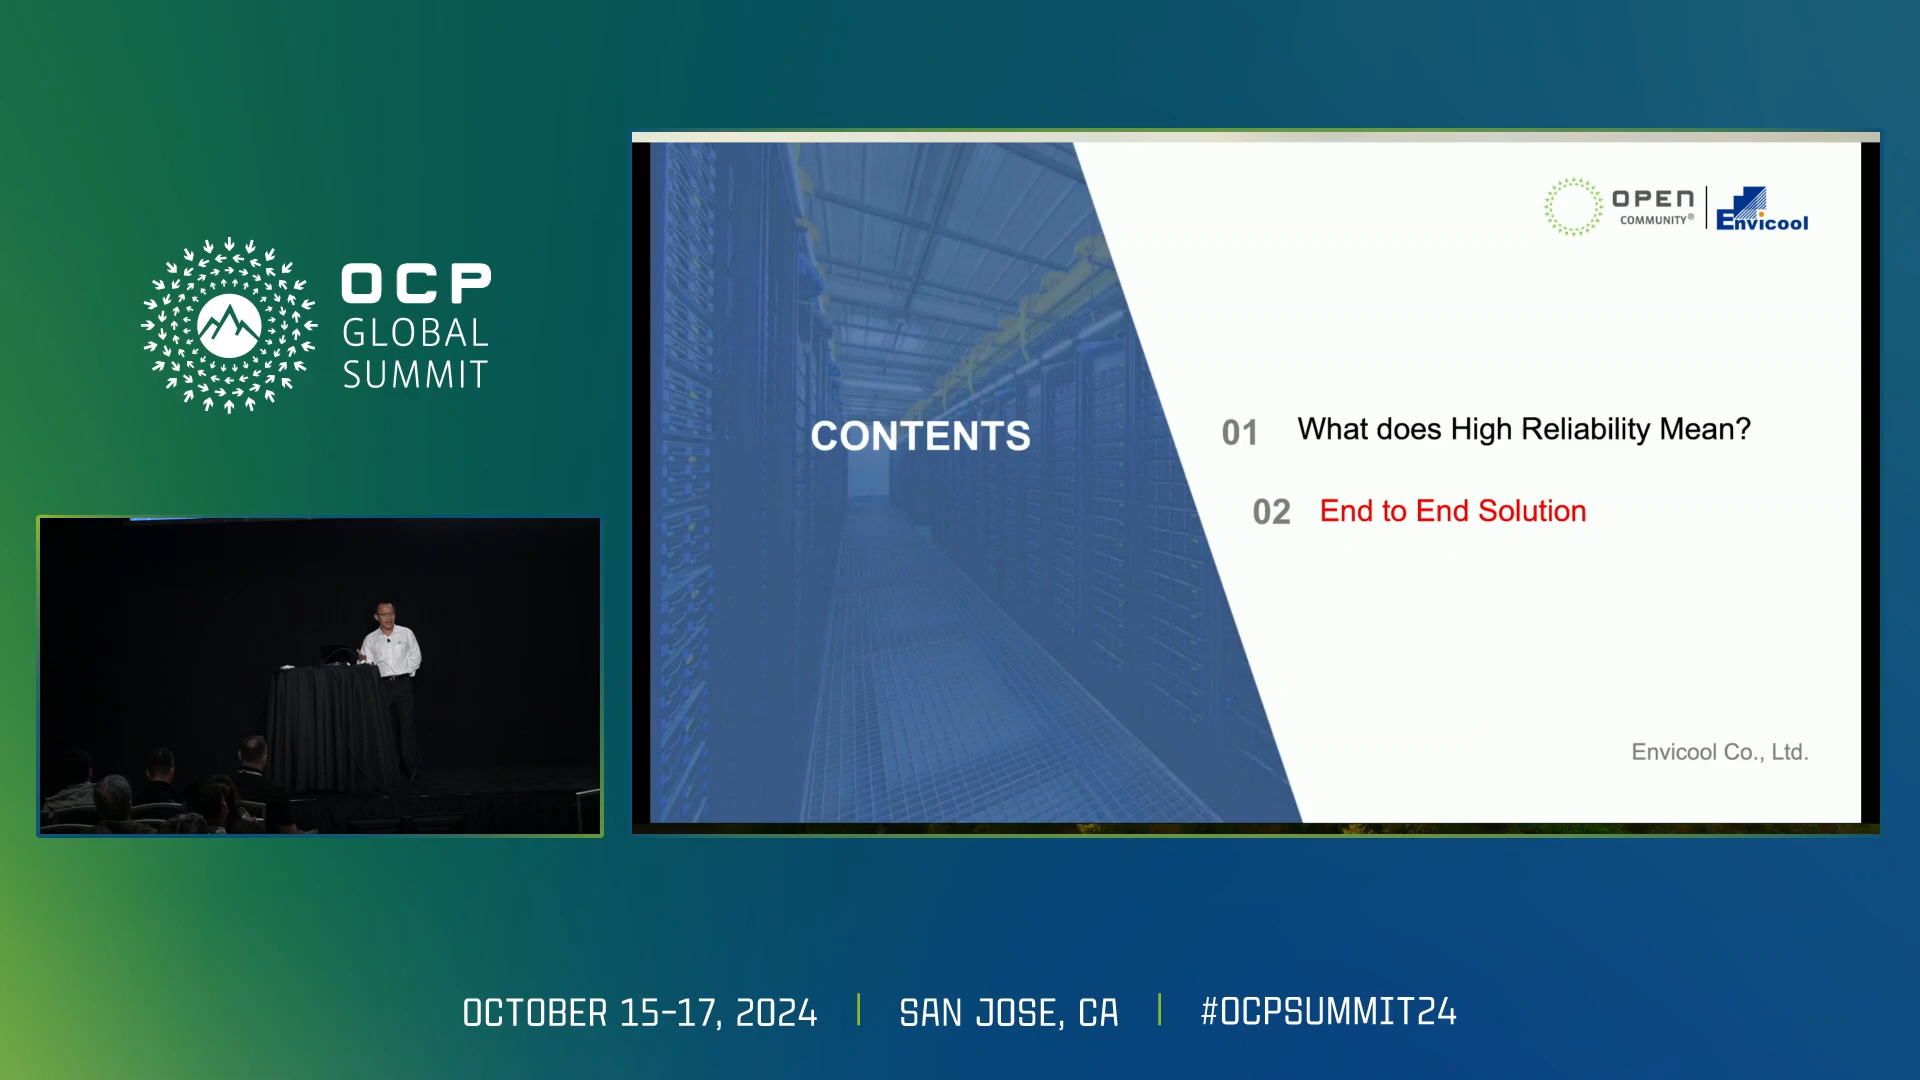 OCP
GLOBAL
SUMMIT
OPEN
COMMUNITY®
Envicool
CONTENTS
01 What does High Reliability Mean?
02 End to End Solution
Envicool Co., Ltd.
OCTOBER 15-17, 2024 | SAN JOSE, CA | #OCPSUMMIT24